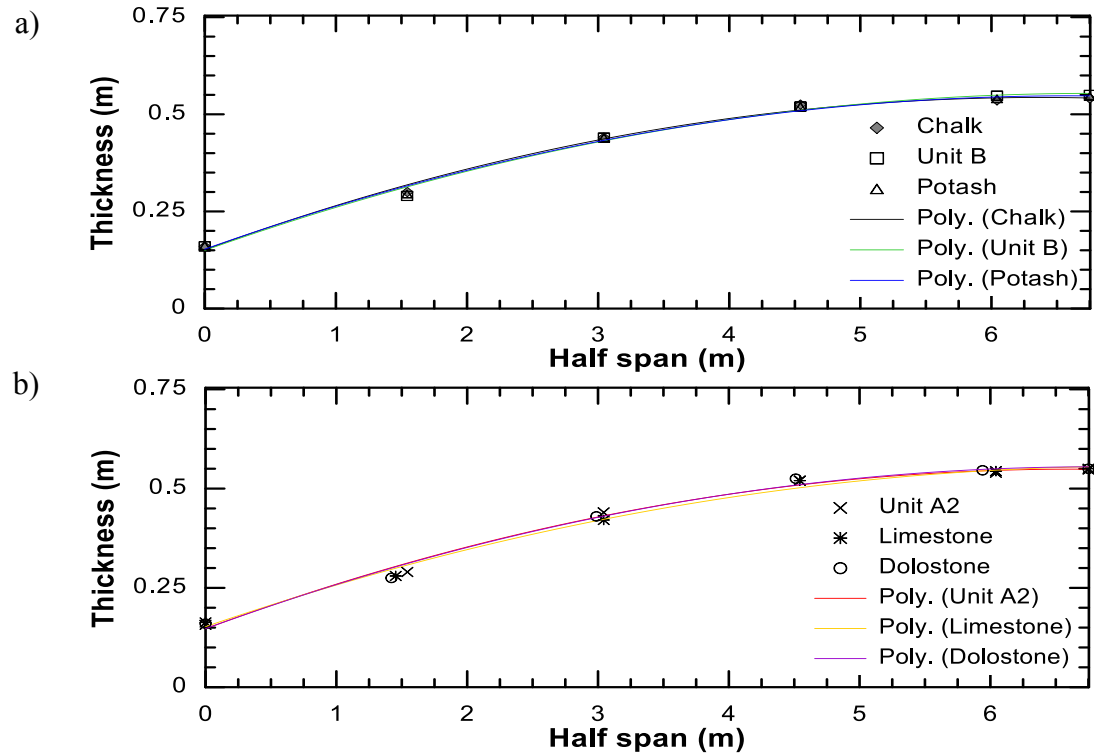 a)
0.75
0.5
0.25
0
Thickness (m)
Chalk
Unit B
Potash
Poly. (Chalk)
Poly. (Unit B)
Poly. (Potash)
0 1 2 3 4 5 6
Half span (m)
b)
0.75
0.5
0.25
0
Thickness (m)
Unit A2
Limestone
Dolostone
Poly. (Unit A2)
Poly. (Limestone)
Poly. (Dolostone)
0 1 2 3 4 5 6
Half span (m)